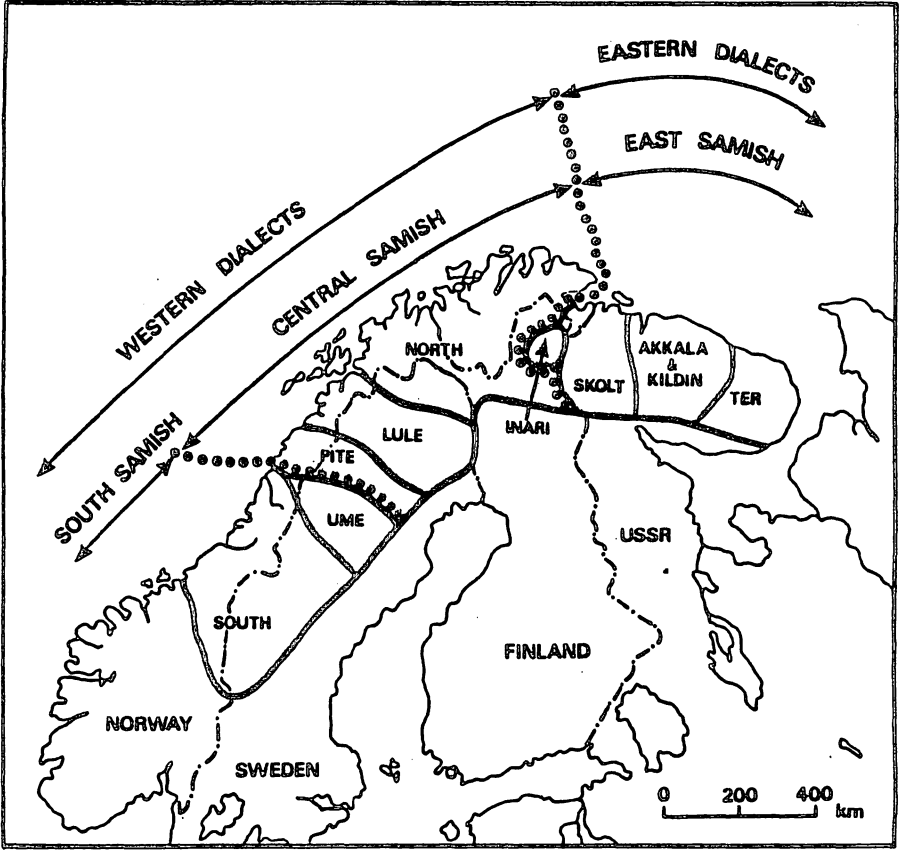 EASTERN DIALECTS
EAST SAMISH
WESTERN DIALECTS
CENTRAL SAMISH
SOUTH SAMISH
NORTH
AKKALA
&
KILDIN
SKOLT
TER
INARI
LULE
PITE
UME
USSR
SOUTH
FINLAND
NORWAY
SWEDEN
0 200 400
km